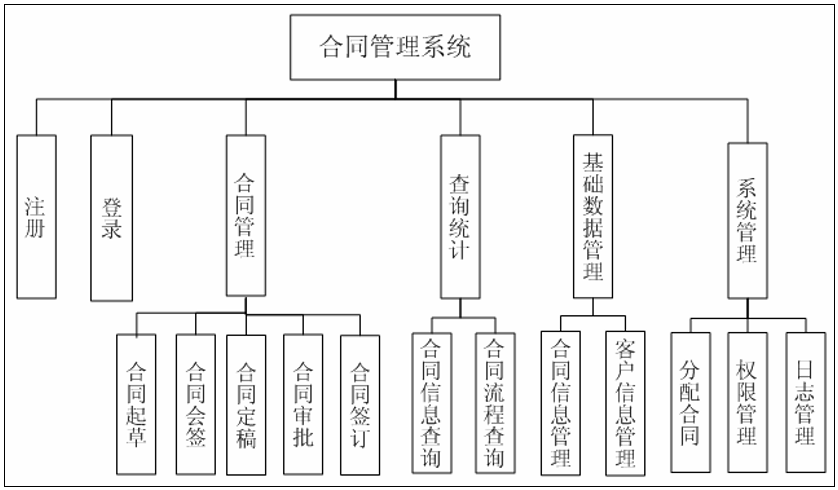 合同管理系统
注册
登录
合同管理
查询统计
基础数据管理
系统管理
合同起草
合同会签
合同定稿
合同审批
合同签订
合同信息查询
合同流程查询
合同信息管理
客户信息管理
分配合同
权限管理
日志管理